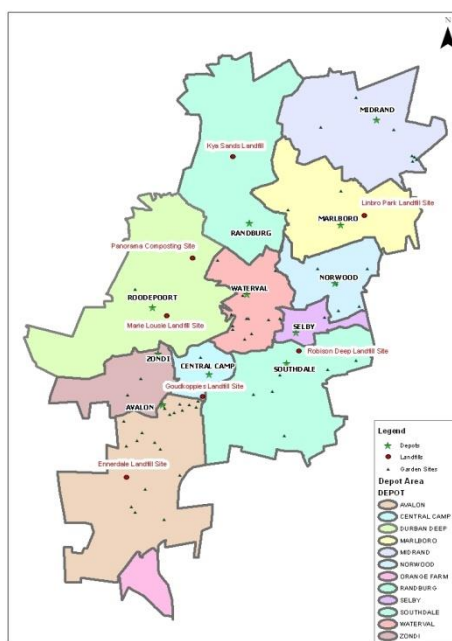 N
MIDRAND
Kya Sands Landfill
Linbro Park Landfill Site
MARLBORO
RANDBURG
Panorama Composting Site
NORWOOD
WATERVAL
ROODEPOORT
Marie Louise Landfill Site
SELBY
Robison Deep Landfill Site
ZONDI
CENTRAL CAMP
SOUTHDALE
Goudkoppies Landfill Site
AVALON
Ennerdale Landfill Site
Legend
Depots
Landfills
Garden Sites
Depot Area
DEPOT
AVALON
CENTRAL CAMP
DURBAN DEEP
MARLBORO
MIDRAND
NORWOOD
ORANGE FARM
RANDBURG
SELBY
SOUTHDALE
WATERVAL
ZONDI